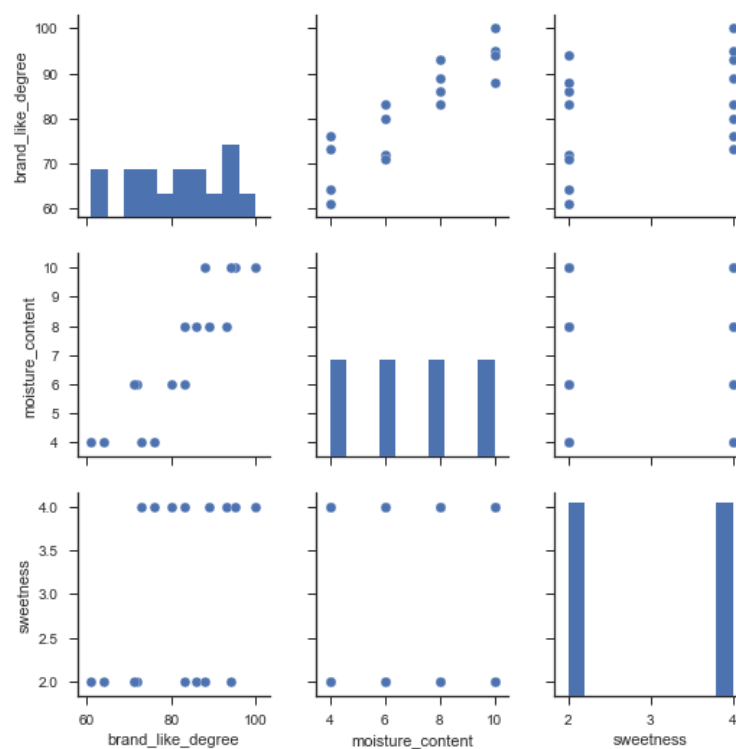 100
90
80
70
60
brand_like_degree
10
9
8
7
6
5
4
moisture_content
4.0
3.5
3.0
2.5
2.0
sweetness
60 80 100
brand_like_degree
4 6 8 10
moisture_content
2 3 4
sweetness